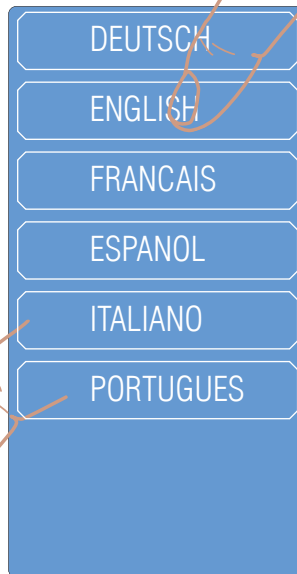 DEUTSCH
ENGLISH
FRANCAIS
ESPANOL
ITALIANO
PORTUGUES